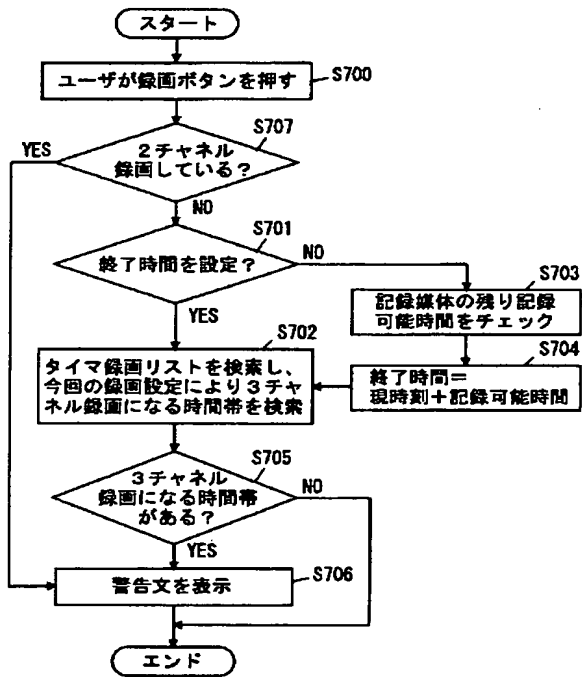 スタート
ユーザが録画ボタンを押す
S700
S707
YES
2チャネル
録画している?
NO
S701
終了時間を設定?
NO
YES
S703
記録媒体の残り記録
可能時間をチェック
S702
タイマ録画リストを検索し、
今回の録画設定により3チャ
ネル録画になる時間帯を検索
S704
終了時間=
現時刻+記録可能時間
S705
3チャネル
録画になる時間帯
がある?
NO
YES
警告文を表示
S706
エンド